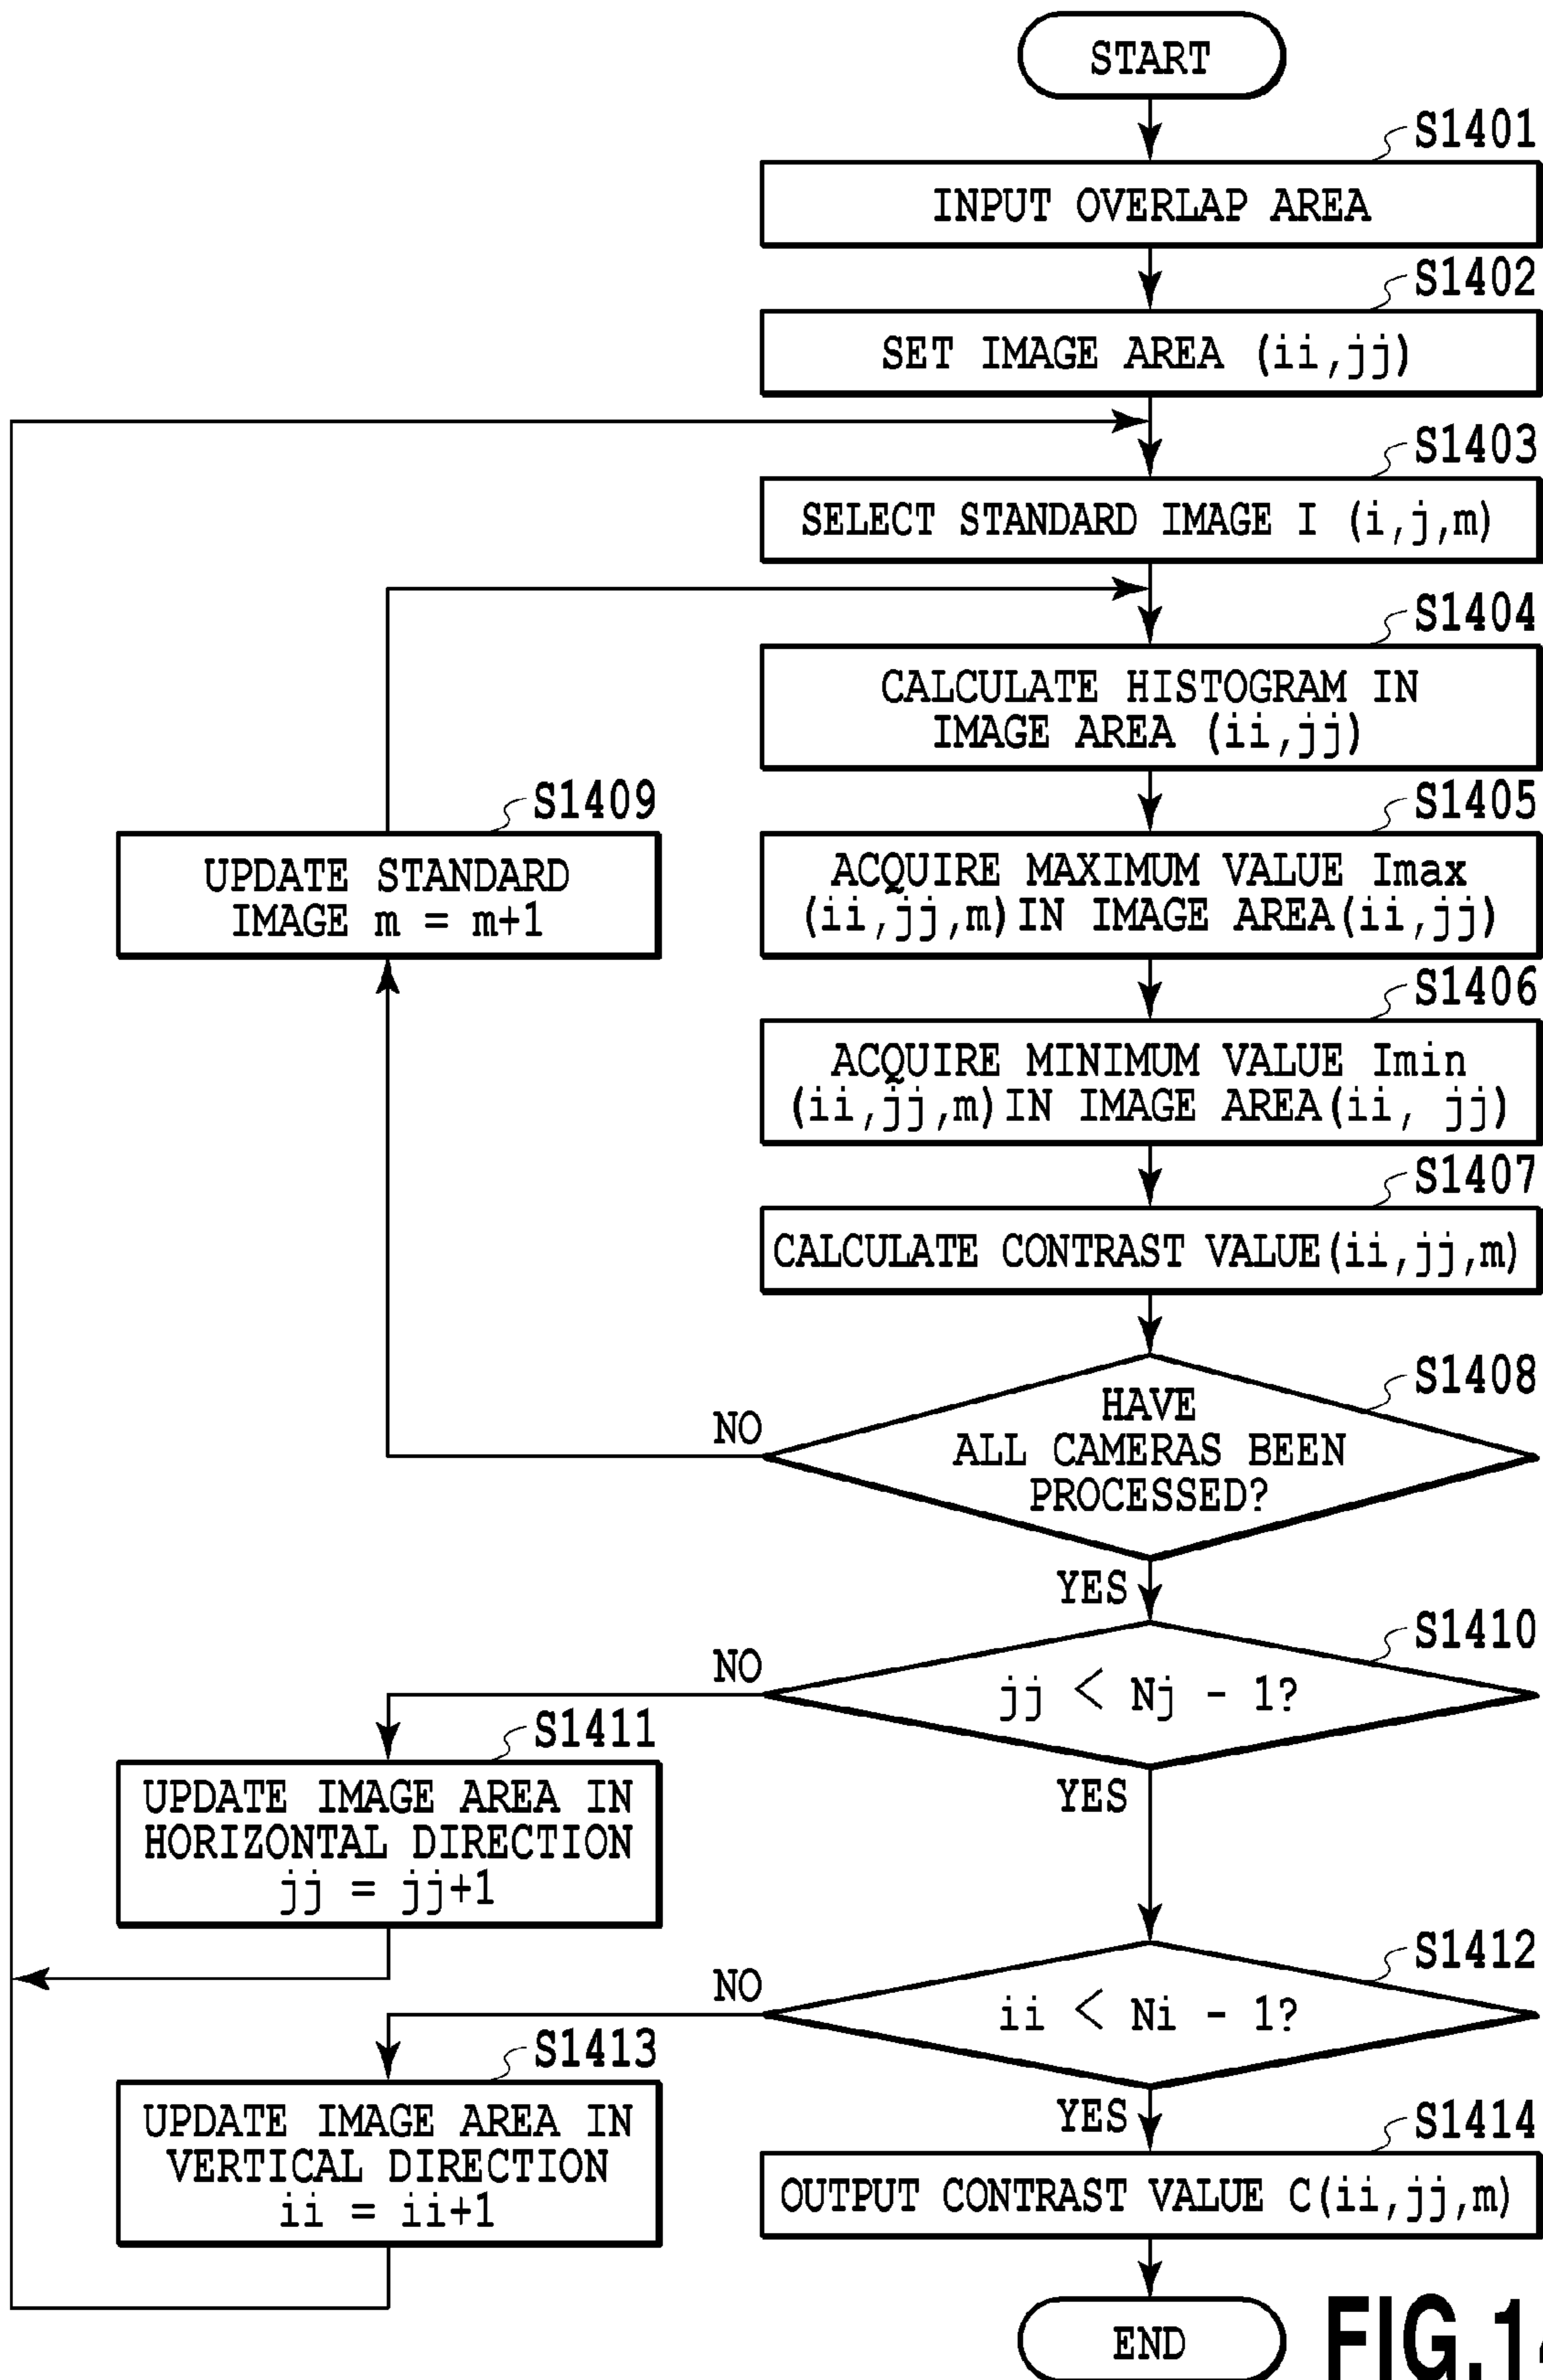 START
S1401
INPUT OVERLAP AREA
S1402
SET IMAGE AREA (ii,jj)
S1403
SELECT STANDARD IMAGE I (i,j,m)
S1404
CALCULATE HISTOGRAM IN
IMAGE AREA (ii,jj)
S1409
UPDATE STANDARD
IMAGE m = m+1
S1405
ACQUIRE MAXIMUM VALUE Imax
(ii,jj,m)IN IMAGE AREA(ii,jj)
S1406
ACQUIRE MINIMUM VALUE Imin
(ii,jj,m)IN IMAGE AREA(ii, jj)
S1407
CALCULATE CONTRAST VALUE(ii,jj,m)
S1408
HAVE
ALL CAMERAS BEEN
PROCESSED?
NO
YES
S1410
jj < Nj - 1?
NO
YES
S1411
UPDATE IMAGE AREA IN
HORIZONTAL DIRECTION
jj = jj+1
S1412
ii < Ni - 1?
NO
YES
S1413
UPDATE IMAGE AREA IN
VERTICAL DIRECTION
ii = ii+1
S1414
OUTPUT CONTRAST VALUE C(ii,jj,m)
END
FIG.14